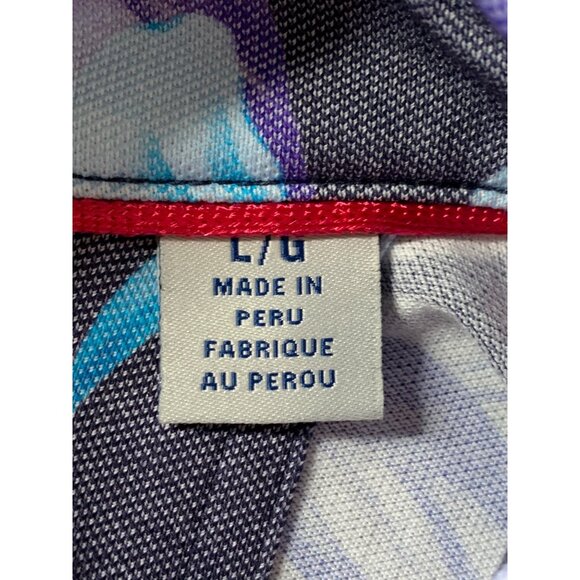 L/G
MADE IN
PERU
FABRIQUE
AU PEROU